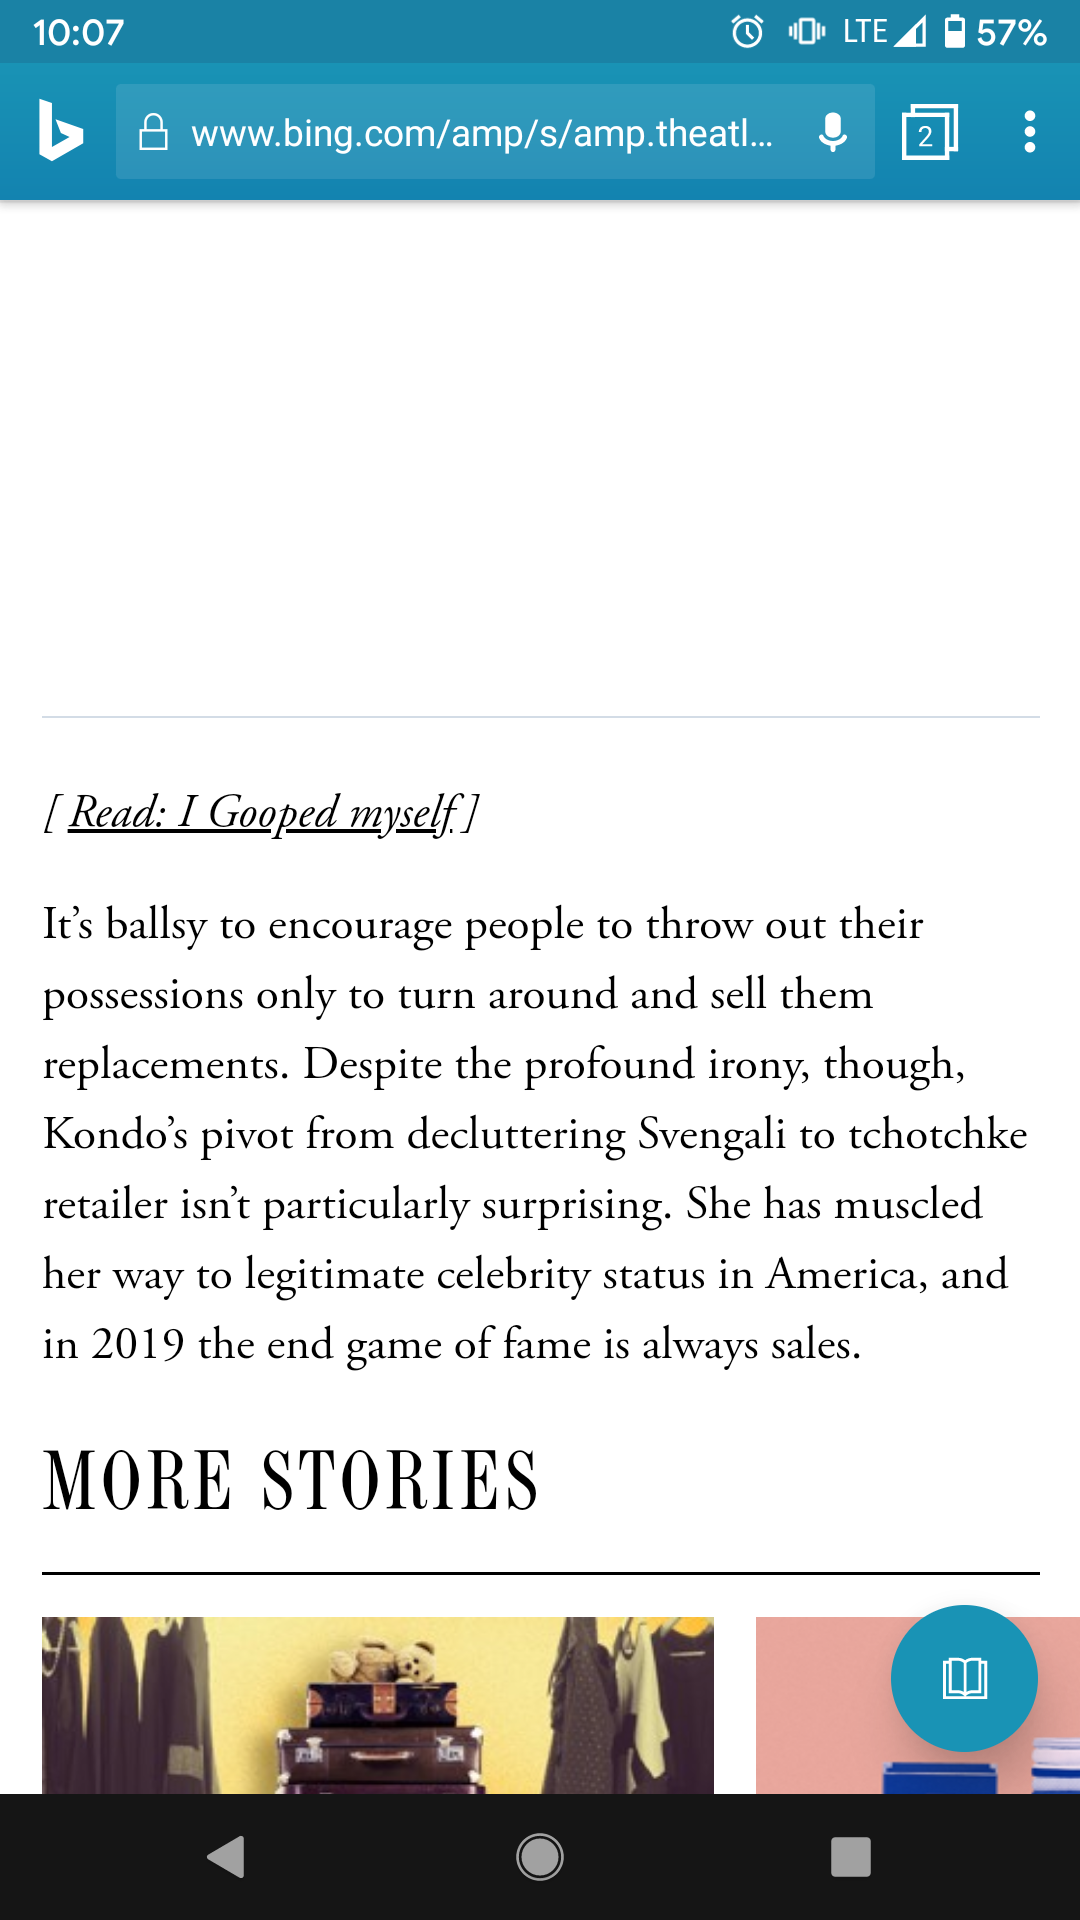 10:07
LTE
57%
www.bing.com/amp/s/amp.theatl...
2
[ Read: I Gooped myself ]
It’s ballsy to encourage people to throw out their
possessions only to turn around and sell them
replacements. Despite the profound irony, though,
Kondo’s pivot from decluttering Svengali to tchotchke
retailer isn’t particularly surprising. She has muscled
her way to legitimate celebrity status in America, and
in 2019 the end game of fame is always sales.
MORE STORIES